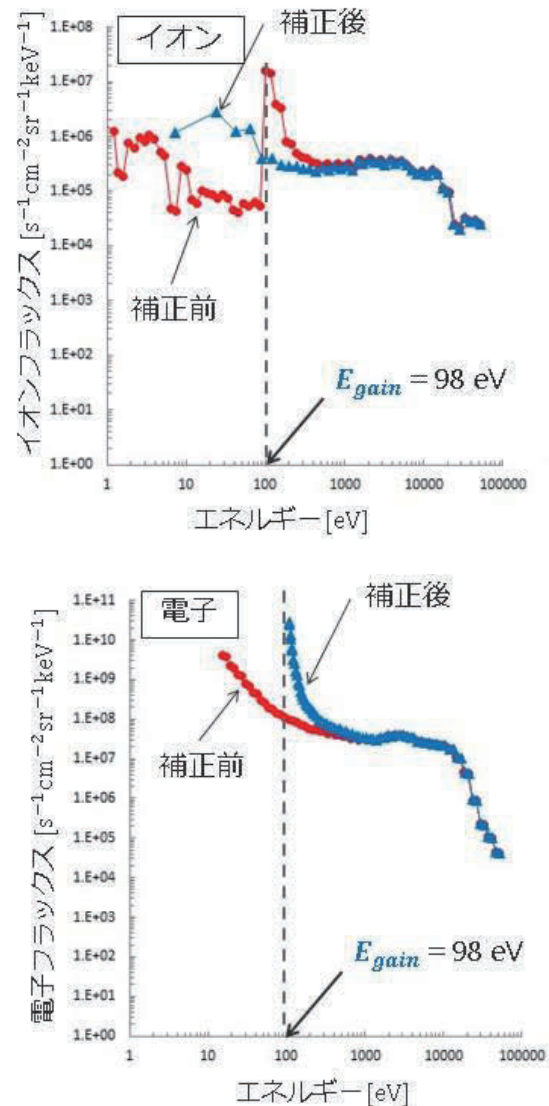 イオン
補正後
補正前
E_gain = 98 eV
イオンフラックス [s⁻¹cm⁻²sr⁻¹keV⁻¹]
1.E+08
1.E+07
1.E+06
1.E+05
1.E+04
1.E+03
1.E+02
1.E+01
1.E+00
1 10 100 1000 10000 100000
エネルギー[eV]
電子
補正後
補正前
E_gain = 98 eV
電子フラックス [s⁻¹cm⁻²sr⁻¹keV⁻¹]
1.E+11
1.E+10
1.E+09
1.E+08
1.E+07
1.E+06
1.E+05
1.E+04
1.E+03
1.E+02
1.E+01
1.E+00
1 10 100 1000 10000 100000
エネルギー[eV]